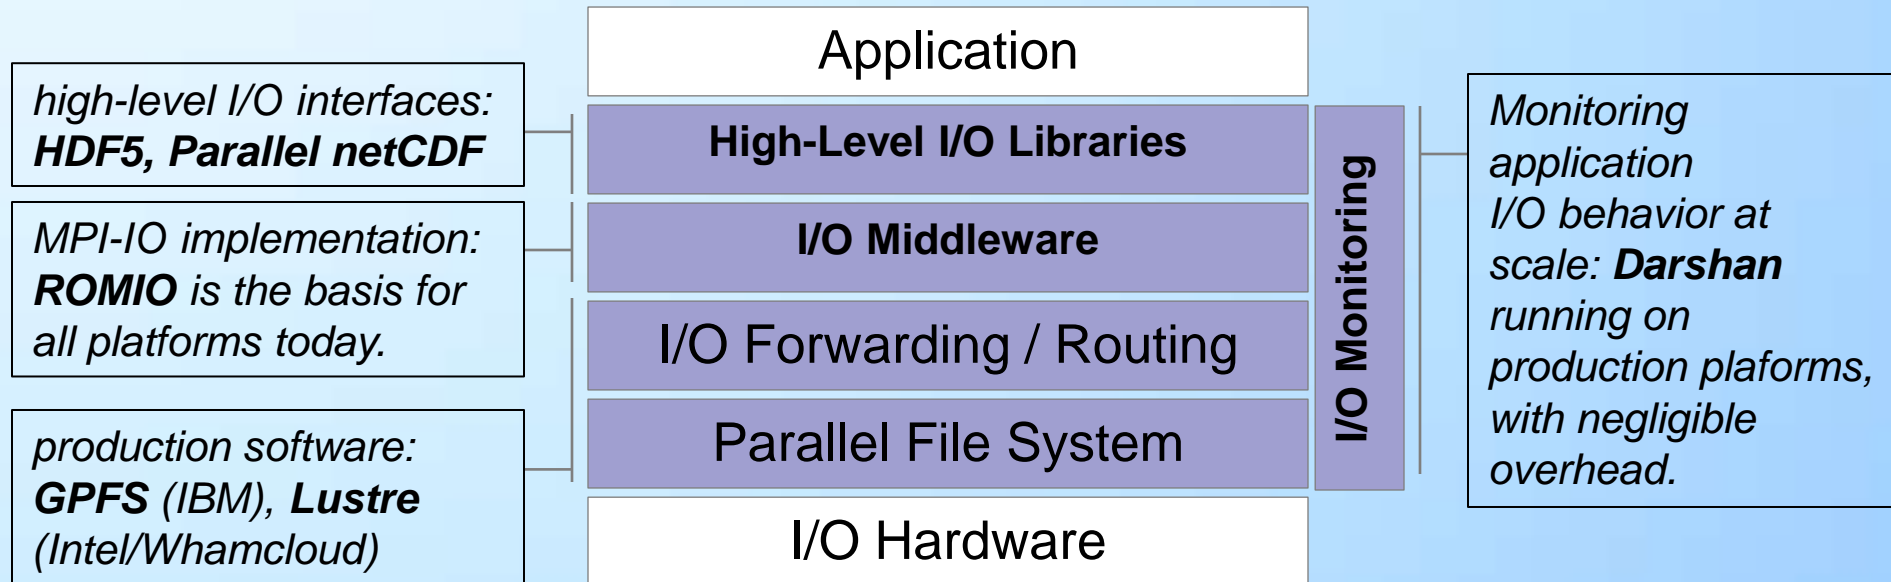 Application
high-level I/O interfaces:
HDF5, Parallel netCDF
High-Level I/O Libraries
MPI-IO implementation:
ROMIO is the basis for
all platforms today.
I/O Middleware
I/O Forwarding / Routing
production software:
GPFS (IBM), Lustre
(Intel/Whamcloud)
Parallel File System
I/O Hardware
I/O Monitoring
Monitoring
application
I/O behavior at
scale: Darshan
running on
production plaforms,
with negligible
overhead.